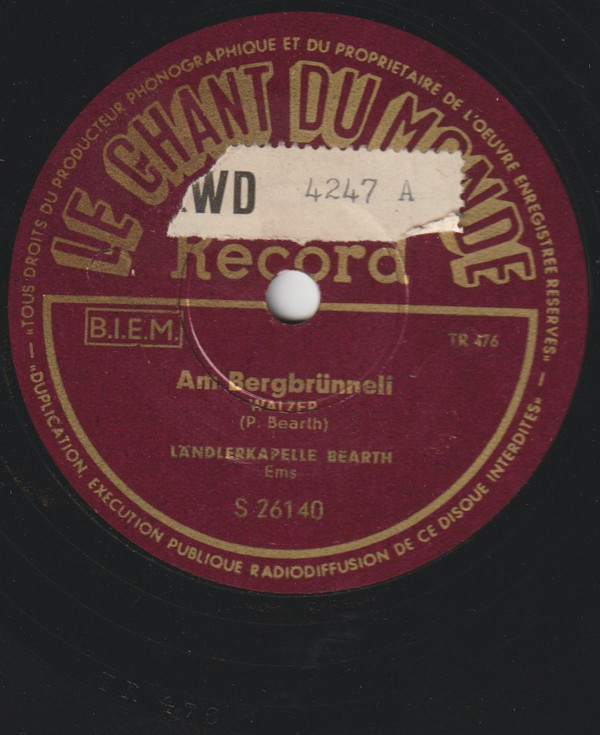 «TOUS DROITS DU PRODUCTEUR PHONOGRAPHIQUE ET DU PROPRIETAIRE DE L'OEUVRE ENREGISTREE RESERVES» —
LE CHANT DU MONDE
WD 4247 A
Record
B.I.E.M.
TR 476
Am Bergbrünneli
WALZER
(P. Bearth)
LÄNDLERKAPELLE BEARTH
Ems
S 26140
«DUPLICATION, EXECUTION PUBLIQUE RADIODIFFUSION DE CE DISQUE INTERDITES» —